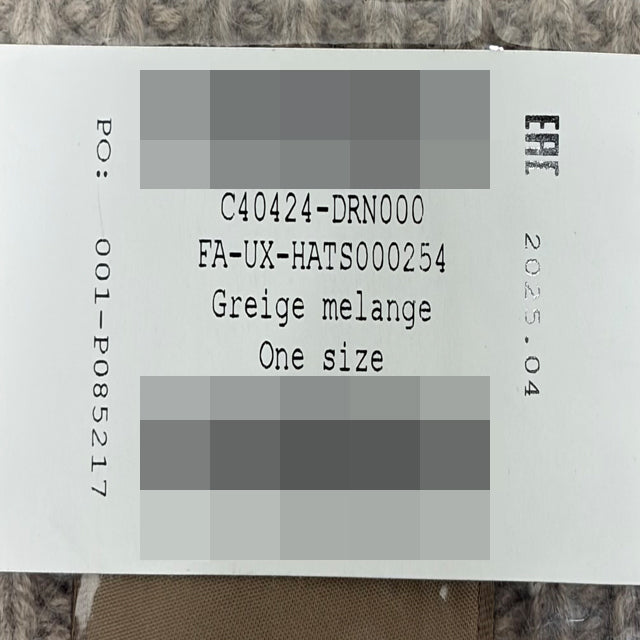 PO: 001-P085217
C40424-DRN000
FA-UX-HATS000254
Greige melange
One size
EAC 2025.04